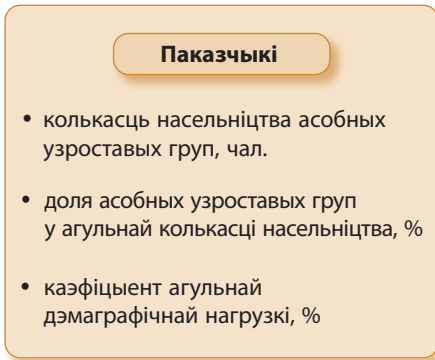 Паказчыкі
• колькасць насельніцтва асобных
узроставых груп, чал.
• доля асобных узроставых груп
у агульнай колькасці насельніцтва, %
• каэфіцыент агульнай
дэмаграфічнай нагрузкі, %